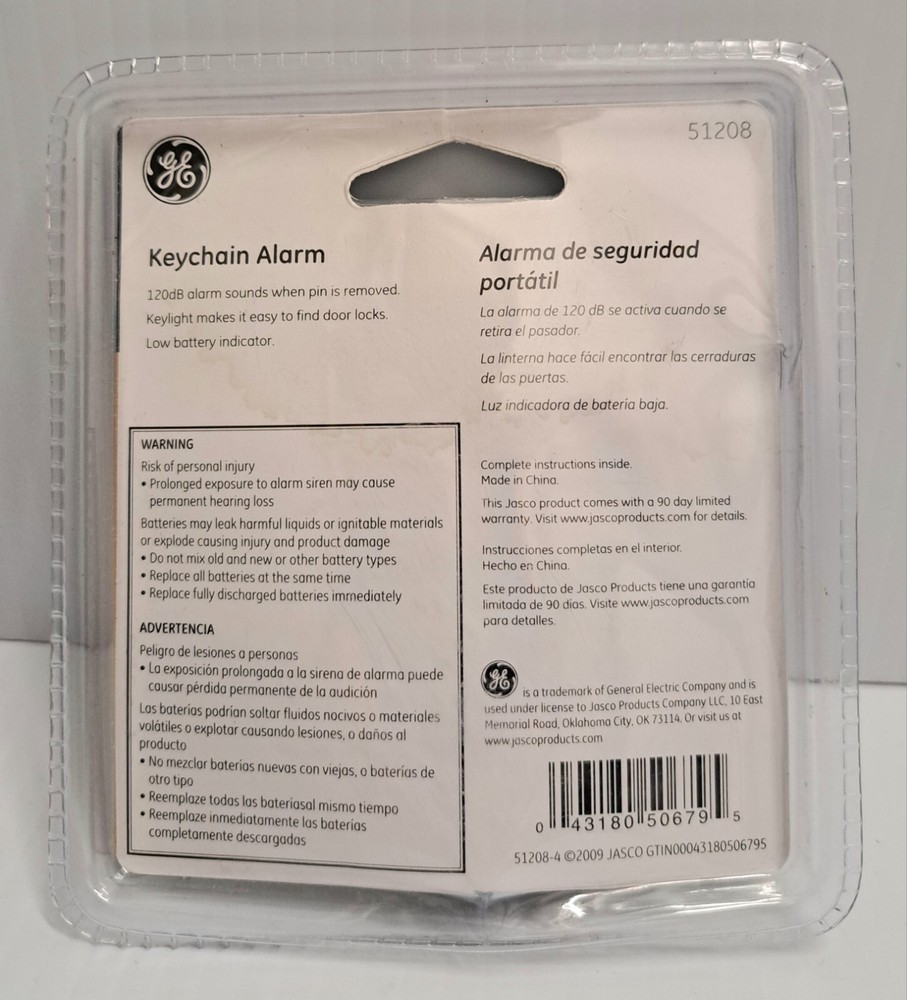 GE
51208
Keychain Alarm
120dB alarm sounds when pin is removed.
Keylight makes it easy to find door locks.
Low battery indicator.
Alarma de seguridad
portátil
La alarma de 120 dB se activa cuando se
retira el pasador.
La linterna hace fácil encontrar las cerraduras
de las puertas.
Luz indicadora de batería baja.
WARNING
Risk of personal injury
• Prolonged exposure to alarm siren may cause
permanent hearing loss
Batteries may leak harmful liquids or ignitable materials
or explode causing injury and product damage
• Do not mix old and new or other battery types
• Replace all batteries at the same time
• Replace fully discharged batteries immediately
ADVERTENCIA
Peligro de lesiones a personas
• La exposición prolongada a la sirena de alarma puede
causar pérdida permanente de la audición
Las baterías podrían soltar fluidos nocivos o materiales
volátiles o explotar causando lesiones, o daños al
producto
• No mezclar baterías nuevas con viejas, o baterías de
otro tipo
• Reemplaze todas las bateriasal mismo tiempo
• Reemplaze inmediatamente las baterías
completamente descargadas
Complete instructions inside.
Made in China.
This Jasco product comes with a 90 day limited
warranty. Visit www.jascoproducts.com for details.
Instrucciones completas en el interior.
Hecho en China.
Este producto de Jasco Products tiene una garantía
limitada de 90 días. Visite www.jascoproducts.com
para detalles.
GE is a trademark of General Electric Company and is
used under license to Jasco Products Company LLC, 10 East
Memorial Road, Oklahoma City, OK 73114. Or visit us at
www.jascoproducts.com
0 43180 50679 5
51208-4 ©2009 JASCO GTIN00043180506795